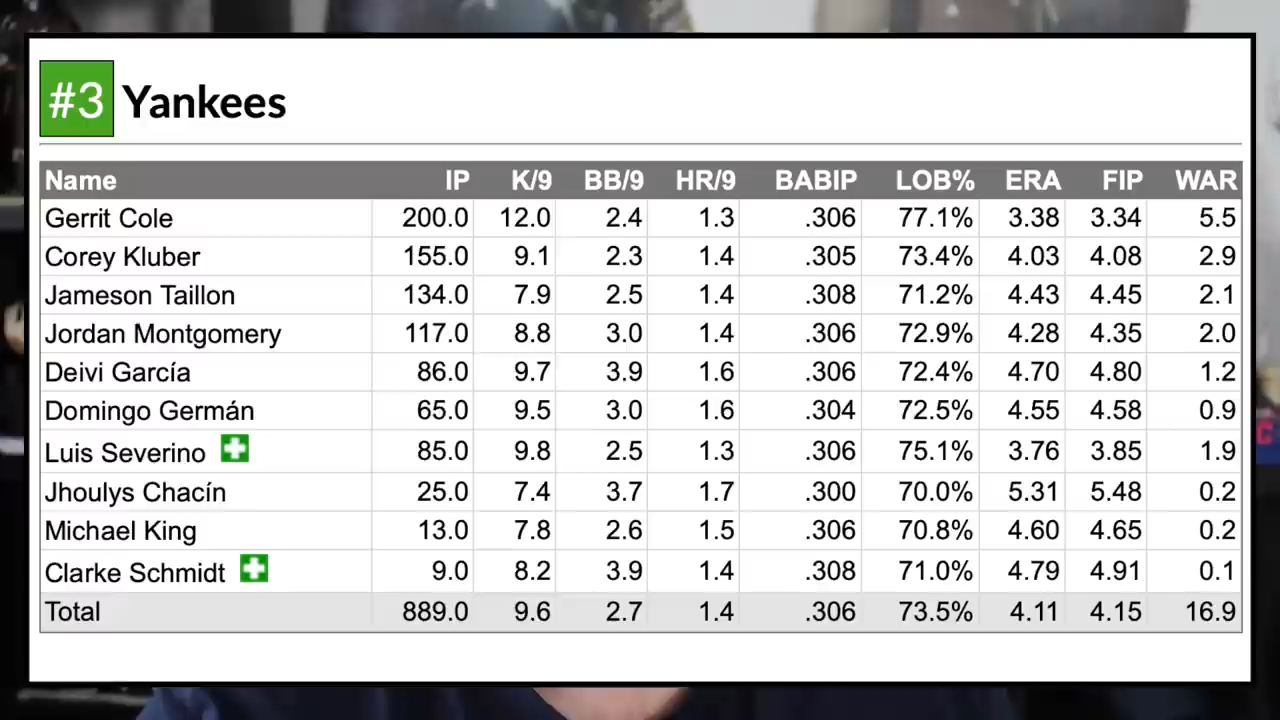 #3 Yankees
Name IP K/9 BB/9 HR/9 BABIP LOB% ERA FIP WAR
Gerrit Cole 200.0 12.0 2.4 1.3 .306 77.1% 3.38 3.34 5.5
Corey Kluber 155.0 9.1 2.3 1.4 .305 73.4% 4.03 4.08 2.9
Jameson Taillon 134.0 7.9 2.5 1.4 .308 71.2% 4.43 4.45 2.1
Jordan Montgomery 117.0 8.8 3.0 1.4 .306 72.9% 4.28 4.35 2.0
Deivi García 86.0 9.7 3.9 1.6 .306 72.4% 4.70 4.80 1.2
Domingo Germán 65.0 9.5 3.0 1.6 .304 72.5% 4.55 4.58 0.9
Luis Severino 85.0 9.8 2.5 1.3 .306 75.1% 3.76 3.85 1.9
Jhoulys Chacín 25.0 7.4 3.7 1.7 .300 70.0% 5.31 5.48 0.2
Michael King 13.0 7.8 2.6 1.5 .306 70.8% 4.60 4.65 0.2
Clarke Schmidt 9.0 8.2 3.9 1.4 .308 71.0% 4.79 4.91 0.1
Total 889.0 9.6 2.7 1.4 .306 73.5% 4.11 4.15 16.9